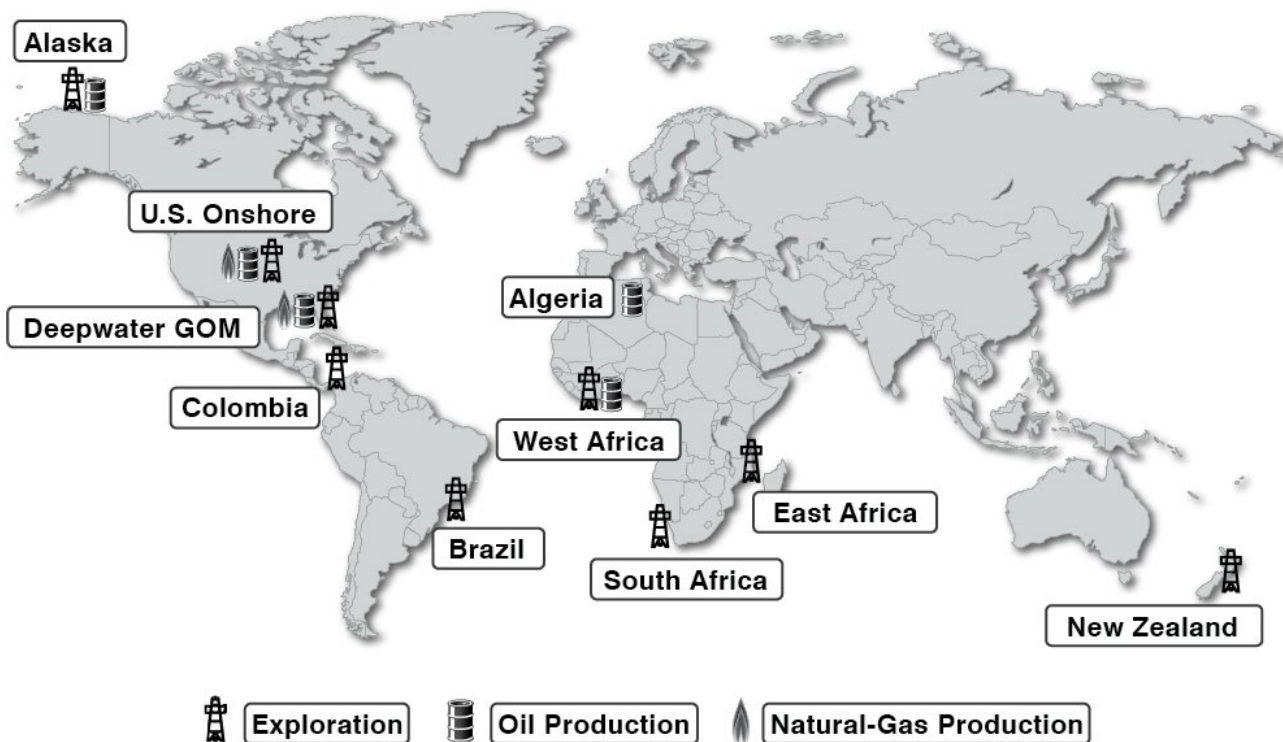 Alaska
U.S. Onshore
Deepwater GOM
Algeria
Colombia
West Africa
East Africa
Brazil
South Africa
New Zealand
Exploration
Oil Production
Natural-Gas Production